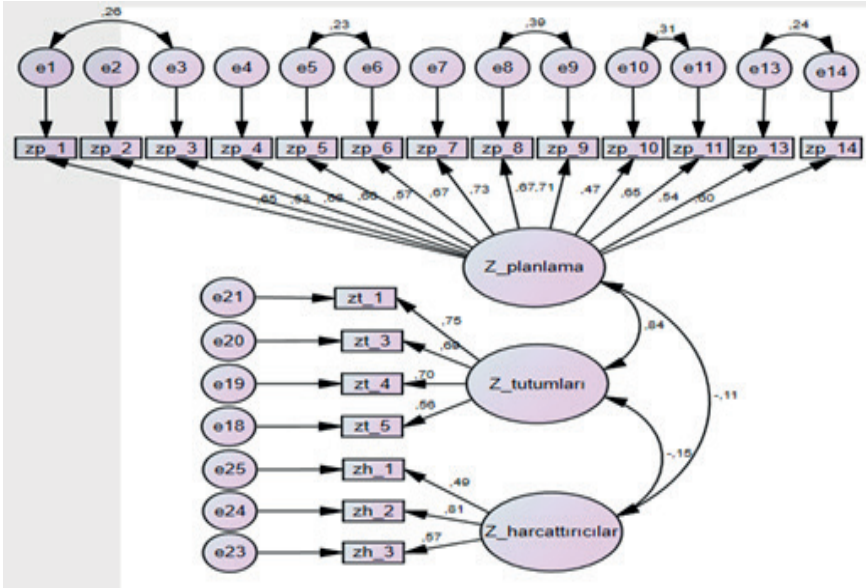 ,26 ,23 ,39 ,31 ,24
e1 e2 e3 e4 e5 e6 e7 e8 e9 e10 e11 e13 e14
zp_1 zp_2 zp_3 zp_4 zp_5 zp_6 zp_7 zp_8 zp_9 zp_10 zp_11 zp_13 zp_14
,65 ,57 ,67 ,73 ,67 ,71 ,47 ,65 ,54 ,60
Z_planlama
e21 zt_1
,75
,84
e20 zt_3
e19 zt_4 ,70 Z_tutumları
-,11
,56
e18 zt_5
-,15
e25 zh_1
,49
e24 zh_2 ,81
Z_harcattırıcılar
e23 zh_3 ,57